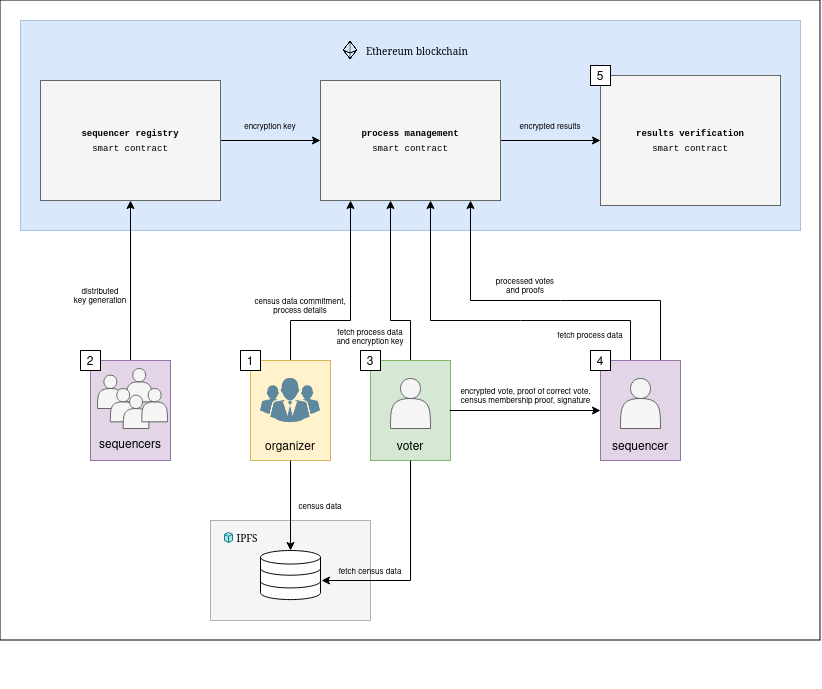 Ethereum blockchain
5
sequencer registry
smart contract
encryption key
process management
smart contract
encrypted results
results verification
smart contract
distributed
key generation
census data commitment,
process details
fetch process data
and encryption key
processed votes
and proofs
fetch process data
2
sequencers
1
organizer
3
voter
encrypted vote, proof of correct vote,
census membership proof, signature
4
sequencer
census data
IPFS
fetch census data